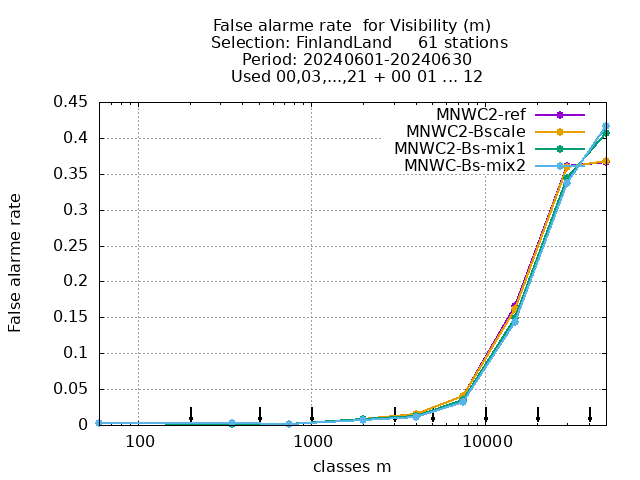 False alarme rate  for Visibility (m)
Selection: FinlandLand     61 stations
Period: 20240601-20240630
Used 00,03,...,21 + 00 01 ... 12
MNWC2-ref
MNWC2-Bscale
MNWC2-Bs-mix1
MNWC-Bs-mix2
0.45
0.4
0.35
0.3
0.25
0.2
0.15
0.1
0.05
0
False alarme rate
100
1000
10000
classes m